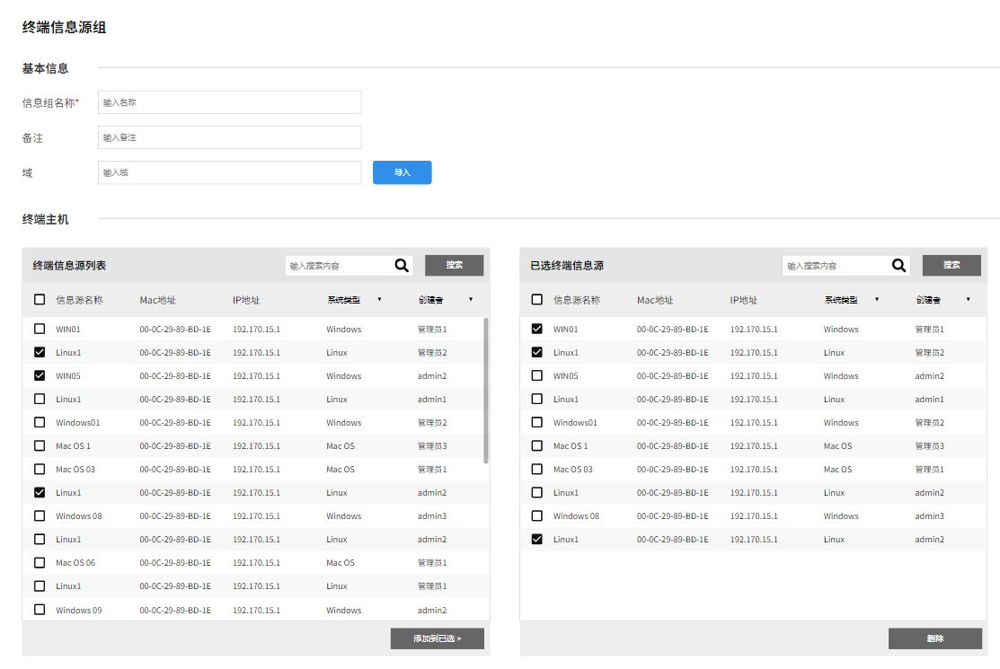 终端信息源组
基本信息
信息组名称*
输入名称
备注
输入备注
域
输入域
导入
终端主机
终端信息源列表 输入搜索内容 搜索
信息源名称 Mac地址 IP地址 系统类型 ▼ 创建者 ▼
WIN01 00-0C-29-89-BD-1E 192.170.15.1 Windows 管理员1
Linux1 00-0C-29-89-BD-1E 192.170.15.1 Linux 管理员2
WIN05 00-0C-29-89-BD-1E 192.170.15.1 Windows admin2
Linux1 00-0C-29-89-BD-1E 192.170.15.1 Linux admin1
Windows01 00-0C-29-89-BD-1E 192.170.15.1 Windows 管理员2
Mac OS 1 00-0C-29-89-BD-1E 192.170.15.1 Mac OS 管理员3
Mac OS 03 00-0C-29-89-BD-1E 192.170.15.1 Mac OS 管理员1
Linux1 00-0C-29-89-BD-1E 192.170.15.1 Linux admin2
Windows 08 00-0C-29-89-BD-1E 192.170.15.1 Windows admin3
Linux1 00-0C-29-89-BD-1E 192.170.15.1 Linux admin2
Mac OS 06 00-0C-29-89-BD-1E 192.170.15.1 Mac OS 管理员1
Linux1 00-0C-29-89-BD-1E 192.170.15.1 Linux 管理员1
Windows 09 00-0C-29-89-BD-1E 192.170.15.1 Windows admin2
添加到已选 >
已选终端信息源 输入搜索内容 搜索
信息源名称 Mac地址 IP地址 系统类型 ▼ 创建者 ▼
WIN01 00-0C-29-89-BD-1E 192.170.15.1 Windows 管理员1
Linux1 00-0C-29-89-BD-1E 192.170.15.1 Linux 管理员2
WIN05 00-0C-29-89-BD-1E 192.170.15.1 Windows admin2
Linux1 00-0C-29-89-BD-1E 192.170.15.1 Linux admin1
Windows01 00-0C-29-89-BD-1E 192.170.15.1 Windows 管理员2
Mac OS 1 00-0C-29-89-BD-1E 192.170.15.1 Mac OS 管理员3
Mac OS 03 00-0C-29-89-BD-1E 192.170.15.1 Mac OS 管理员1
Linux1 00-0C-29-89-BD-1E 192.170.15.1 Linux admin2
Windows 08 00-0C-29-89-BD-1E 192.170.15.1 Windows admin3
Linux1 00-0C-29-89-BD-1E 192.170.15.1 Linux admin2
删除